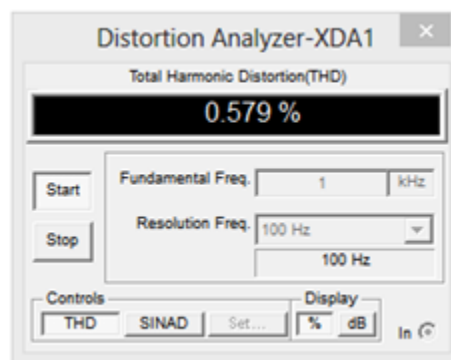 Distortion Analyzer-XDA1
×
Total Harmonic Distortion(THD)
0.579 %
Start
Fundamental Freq.
1
kHz
Stop
Resolution Freq.
100 Hz
100 Hz
Controls
Display
THD
SINAD
Set...
%
dB
In